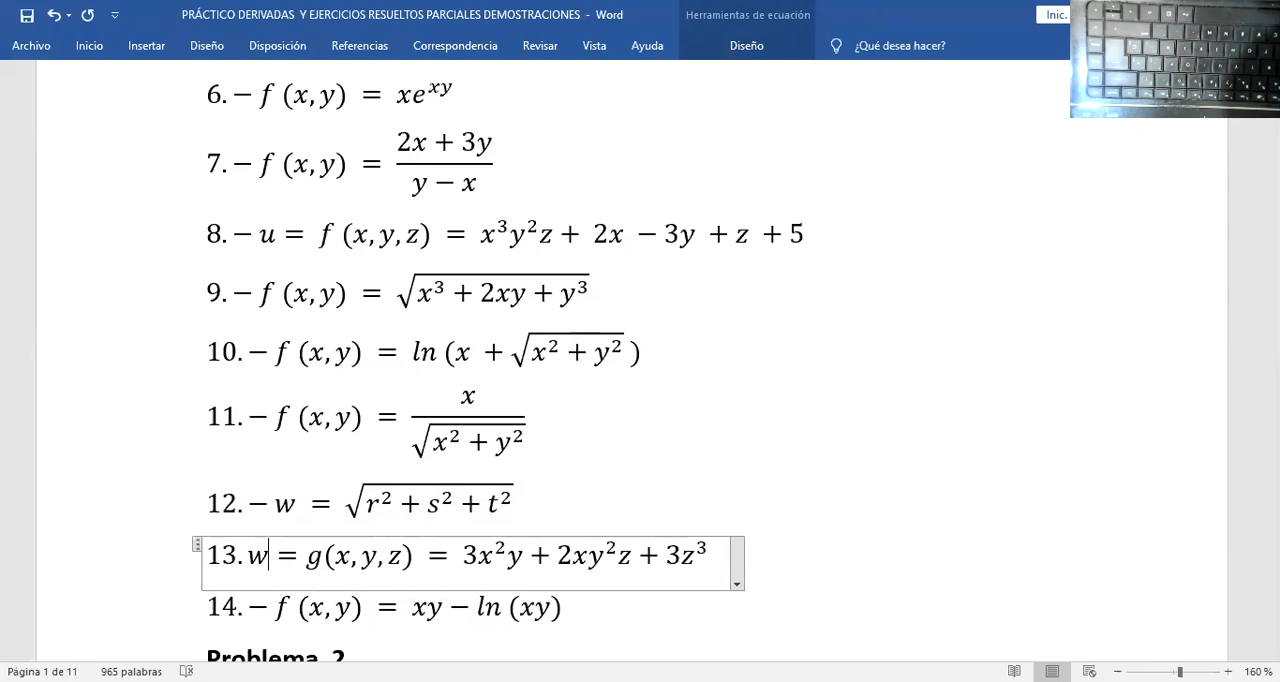 PRÁCTICO DERIVADAS Y EJERCICIOS RESUELTOS PARCIALES DEMOSTRACIONES - Word Herramientas de ecuación Inic.
Archivo Inicio Insertar Diseño Disposición Referencias Correspondencia Revisar Vista Ayuda Diseño ¿Qué desea hacer?
6. − f (x, y) = xe^{xy}
7. − f (x, y) = \frac{2x + 3y}{y − x}
8. − u = f (x, y, z) = x³y²z + 2x − 3y + z + 5
9. − f (x, y) = √(x³ + 2xy + y³)
10. − f (x, y) = ln (x + √(x² + y²) )
11. − f (x, y) = \frac{x}{√(x² + y²)}
12. − w = √(r² + s² + t²)
13. w = g(x, y, z) = 3x²y + 2xy²z + 3z³
14. − f (x, y) = xy − ln (xy)
Problema 2
Página 1 de 11 965 palabras 160 %